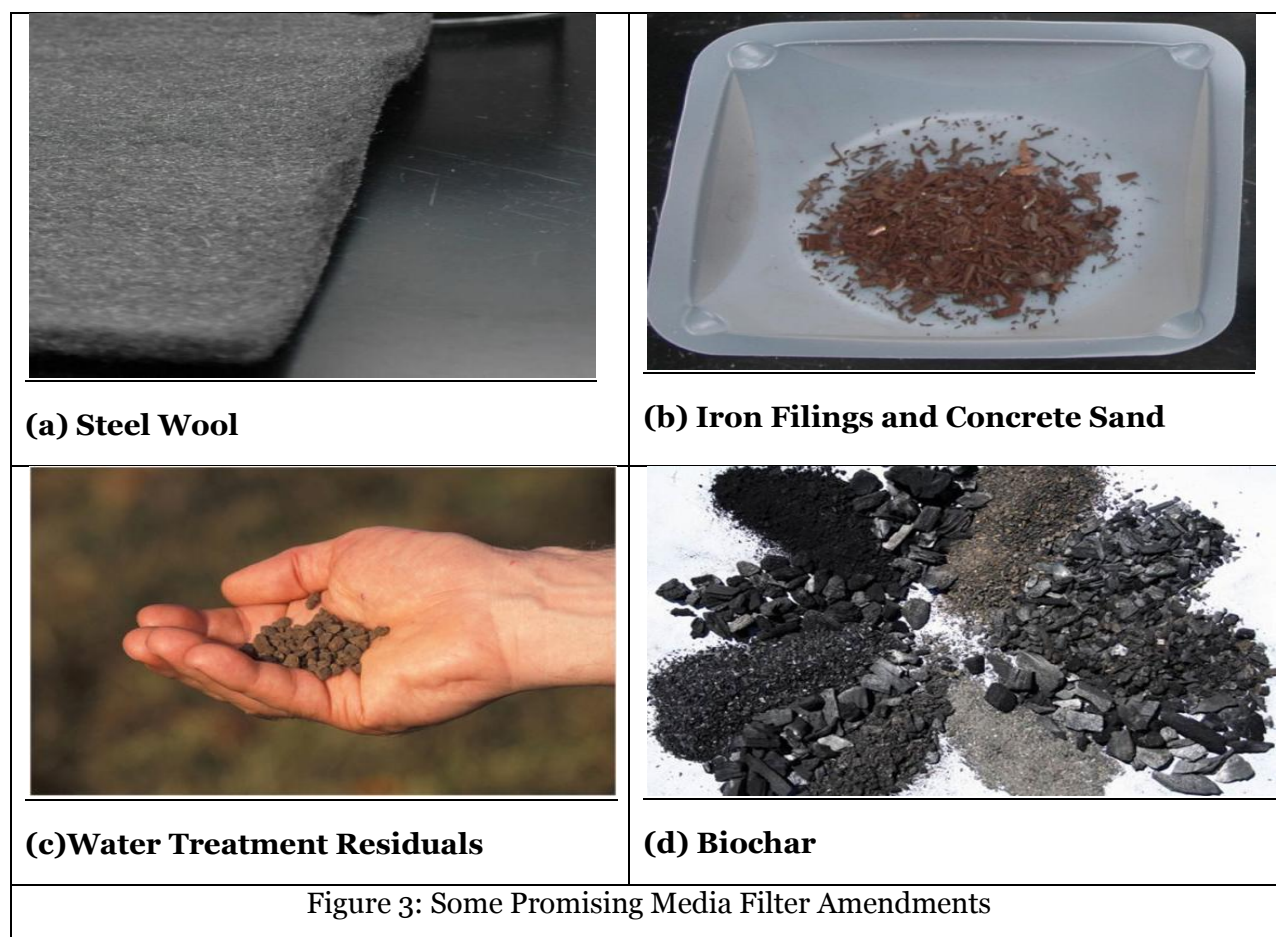 (a) Steel Wool
(b) Iron Filings and Concrete Sand
(c)Water Treatment Residuals
(d) Biochar
Figure 3: Some Promising Media Filter Amendments